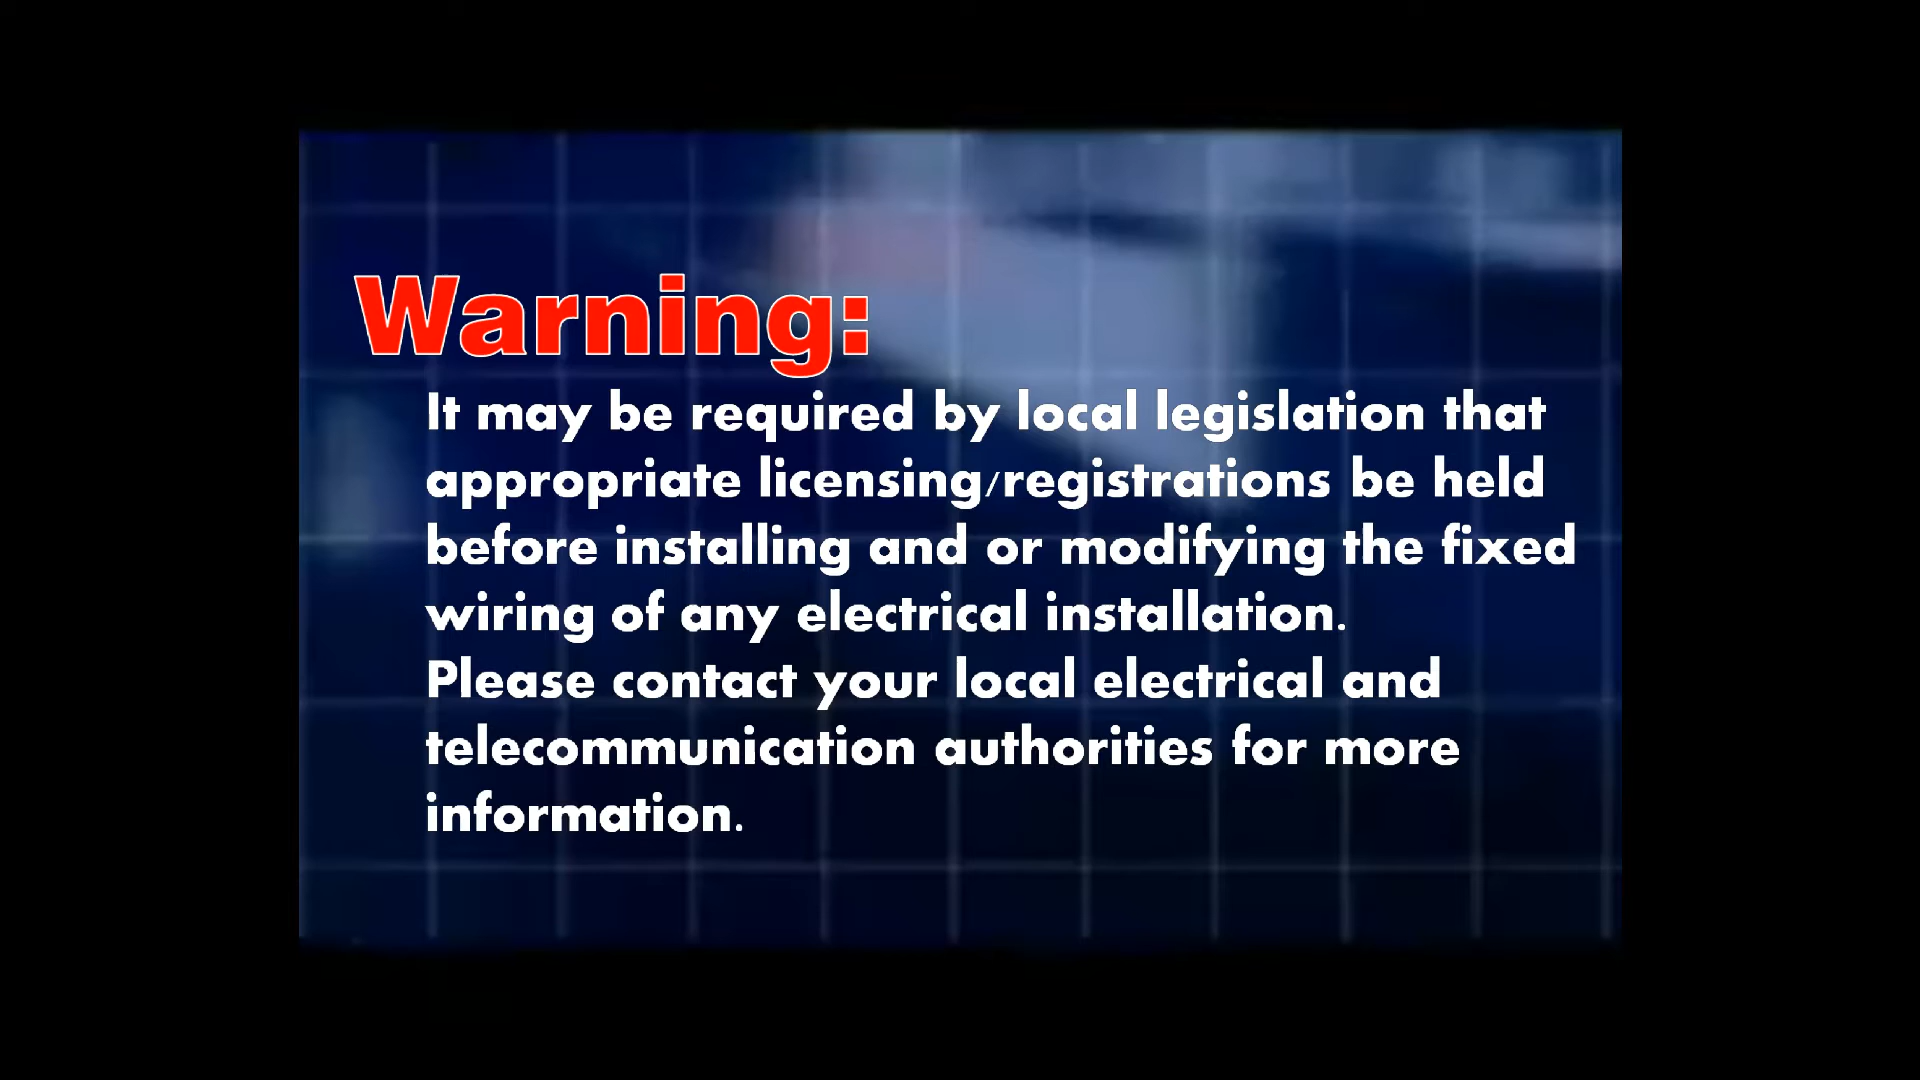 Warning:
It may be required by local legislation that
appropriate licensing/registrations be held
before installing and or modifying the fixed
wiring of any electrical installation.
Please contact your local electrical and
telecommunication authorities for more
information.